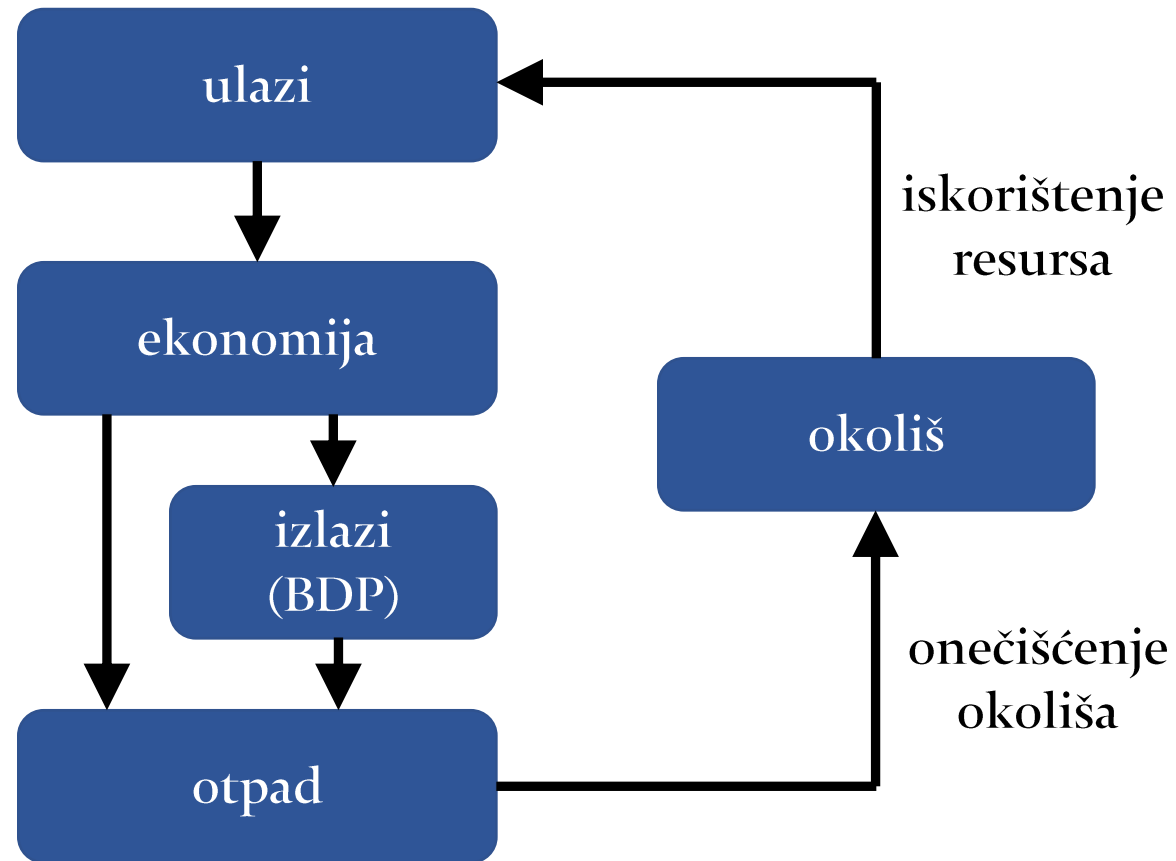 ulazi
iskorištenje
resursa
ekonomija
okoliš
izlazi
(BDP)
onečišćenje
okoliša
otpad